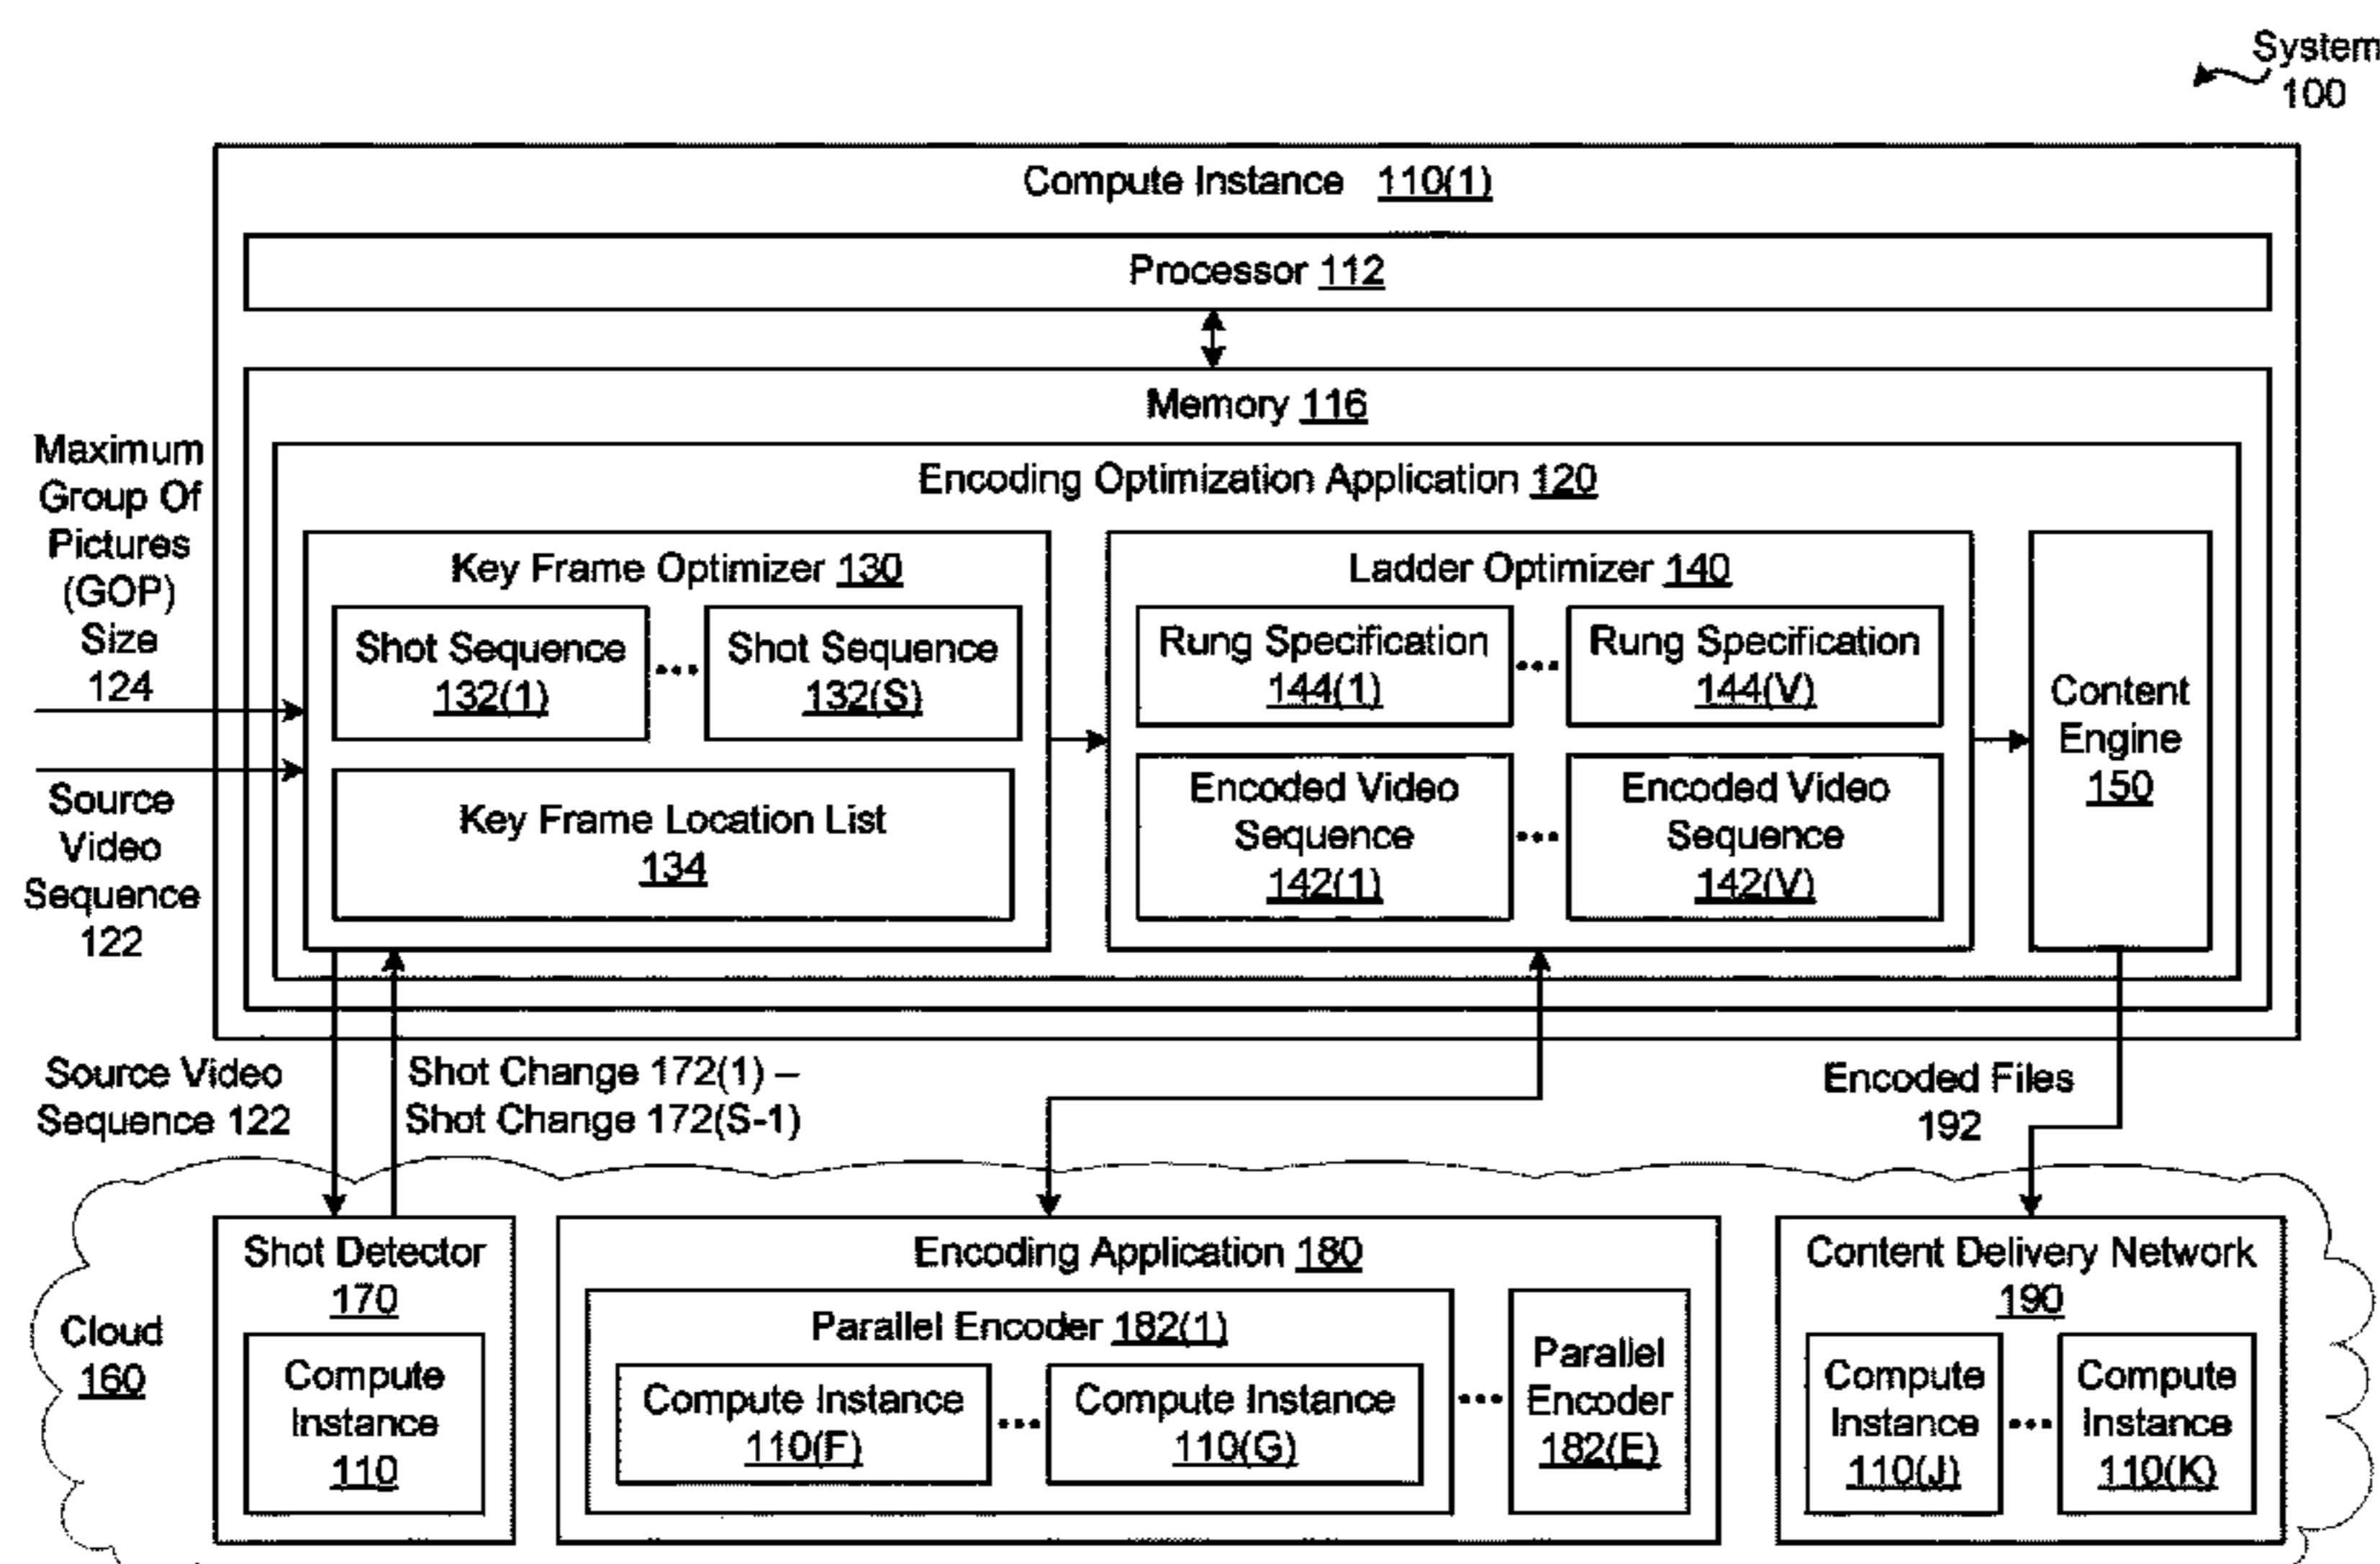 System
100
Compute Instance 110(1)
Processor 112
Memory 116
Encoding Optimization Application 120
Maximum
Group Of
Pictures
(GOP)
Size
124
Source
Video
Sequence
122
Key Frame Optimizer 130
Shot Sequence
132(1)
...
Shot Sequence
132(S)
Key Frame Location List
134
Ladder Optimizer 140
Rung Specification
144(1)
...
Rung Specification
144(V)
Encoded Video
Sequence
142(1)
...
Encoded Video
Sequence
142(V)
Content
Engine
150
Source Video
Sequence 122
Shot Change 172(1) –
Shot Change 172(S-1)
Encoded Files
192
Cloud
160
Shot Detector
170
Compute
Instance
110
Encoding Application 180
Parallel Encoder 182(1)
Compute Instance
110(F)
...
Compute Instance
110(G)
...
Parallel
Encoder
182(E)
Content Delivery Network
190
Compute
Instance
110(J)
...
Compute
Instance
110(K)